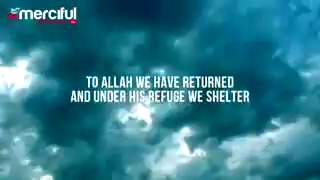 merciful
TO ALLAH WE HAVE RETURNED
AND UNDER HIS REFUGE WE SHELTER